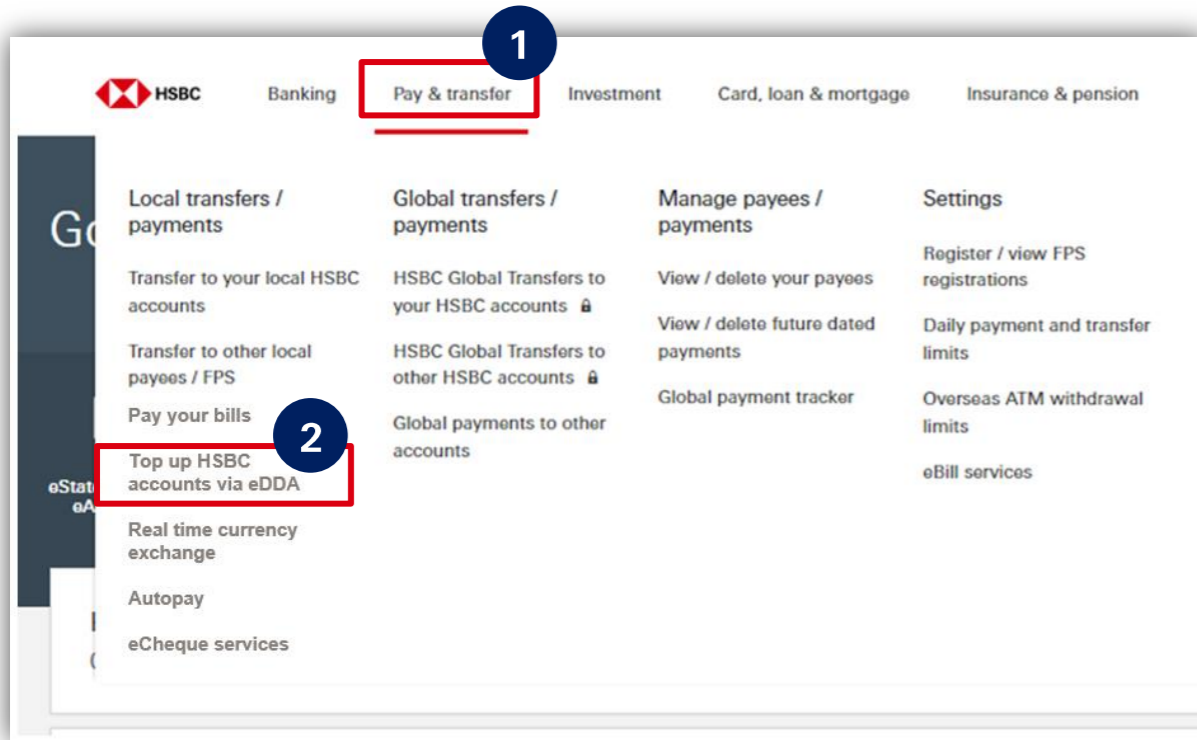 1
HSBC
Banking
Pay & transfer
Investment
Card, loan & mortgage
Insurance & pension
Local transfers /
payments
Transfer to your local HSBC
accounts
Transfer to other local
payees / FPS
Pay your bills
2
Top up HSBC
accounts via eDDA
Real time currency
exchange
Autopay
eCheque services
Global transfers /
payments
HSBC Global Transfers to
your HSBC accounts
HSBC Global Transfers to
other HSBC accounts
Global payments to other
accounts
Manage payees /
payments
View / delete your payees
View / delete future dated
payments
Global payment tracker
Settings
Register / view FPS
registrations
Daily payment and transfer
limits
Overseas ATM withdrawal
limits
eBill services